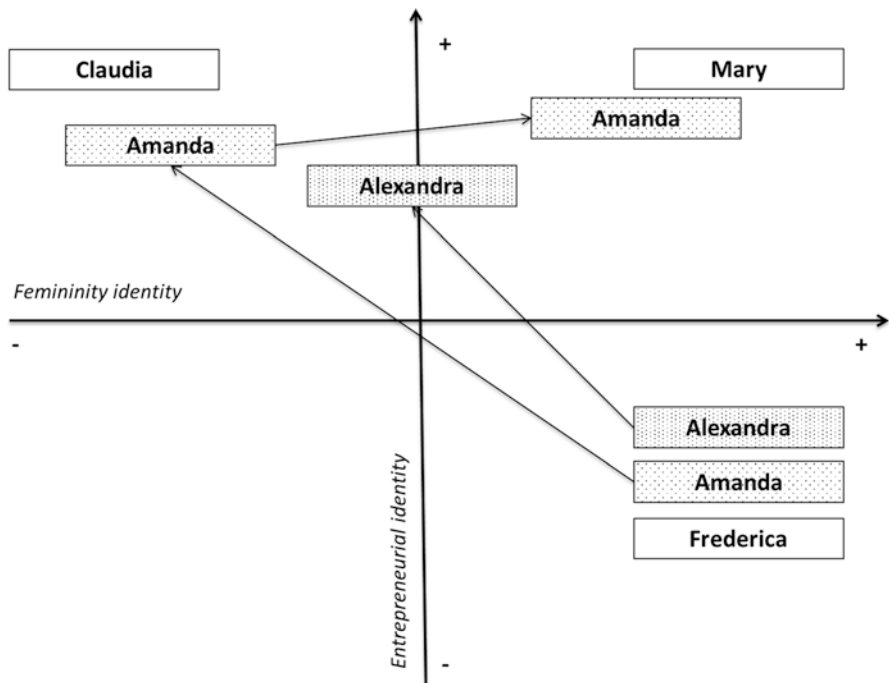 +
Claudia
Mary
Amanda
Amanda
Alexandra
Femininity identity
-
+
Alexandra
Amanda
Frederica
Entrepreneurial identity
-